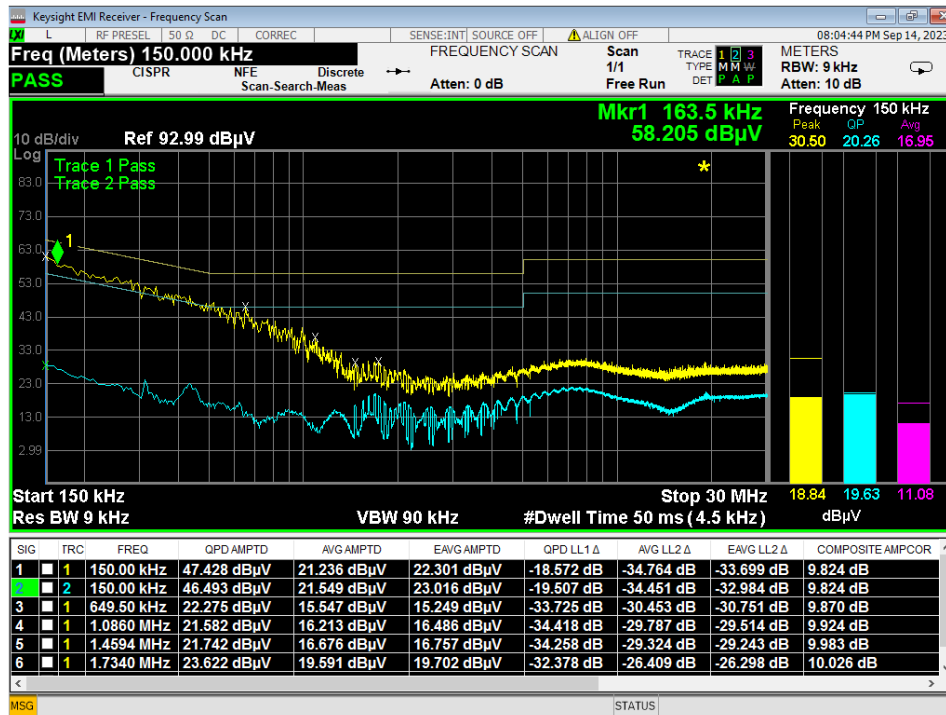 Keysight EMI Receiver - Frequency Scan
LXI L RF PRESEL 50 Ω DC CORREC SENSE:INT SOURCE OFF ALIGN OFF 08:04:44 PM Sep 14, 2023
Freq (Meters) 150.000 kHz
PASS
CISPR NFE Discrete
Scan-Search-Meas
FREQUENCY SCAN
Atten: 0 dB
Scan
1/1
Free Run
TRACE 1 2 3
TYPE M M W
DET P A P
METERS
RBW: 9 kHz
Atten: 10 dB
Mkr1 163.5 kHz
58.205 dBµV
10 dB/div Ref 92.99 dBµV
Log
Trace 1 Pass
Trace 2 Pass
83.0
73.0
63.0
53.0
43.0
33.0
23.0
13.0
2.99
1
Start 150 kHz Stop 30 MHz
Res BW 9 kHz VBW 90 kHz #Dwell Time 50 ms (4.5 kHz)
Frequency 150 kHz
Peak QP Avg
30.50 20.26 16.95
18.84 19.63 11.08
dBµV
SIG TRC FREQ QPD AMPTD AVG AMPTD EAVG AMPTD QPD LL1 Δ AVG LL2 Δ EAVG LL2 Δ COMPOSITE AMPCOR
1 1 150.00 kHz 47.428 dBµV 21.236 dBµV 22.301 dBµV -18.572 dB -34.764 dB -33.699 dB 9.824 dB
2 2 150.00 kHz 46.493 dBµV 21.549 dBµV 23.016 dBµV -19.507 dB -34.451 dB -32.984 dB 9.824 dB
3 1 649.50 kHz 22.275 dBµV 15.547 dBµV 15.249 dBµV -33.725 dB -30.453 dB -30.751 dB 9.870 dB
4 1 1.0860 MHz 21.582 dBµV 16.213 dBµV 16.486 dBµV -34.418 dB -29.787 dB -29.514 dB 9.924 dB
5 1 1.4594 MHz 21.742 dBµV 16.676 dBµV 16.757 dBµV -34.258 dB -29.324 dB -29.243 dB 9.983 dB
6 1 1.7340 MHz 23.622 dBµV 19.591 dBµV 19.702 dBµV -32.378 dB -26.409 dB -26.298 dB 10.026 dB
MSG STATUS